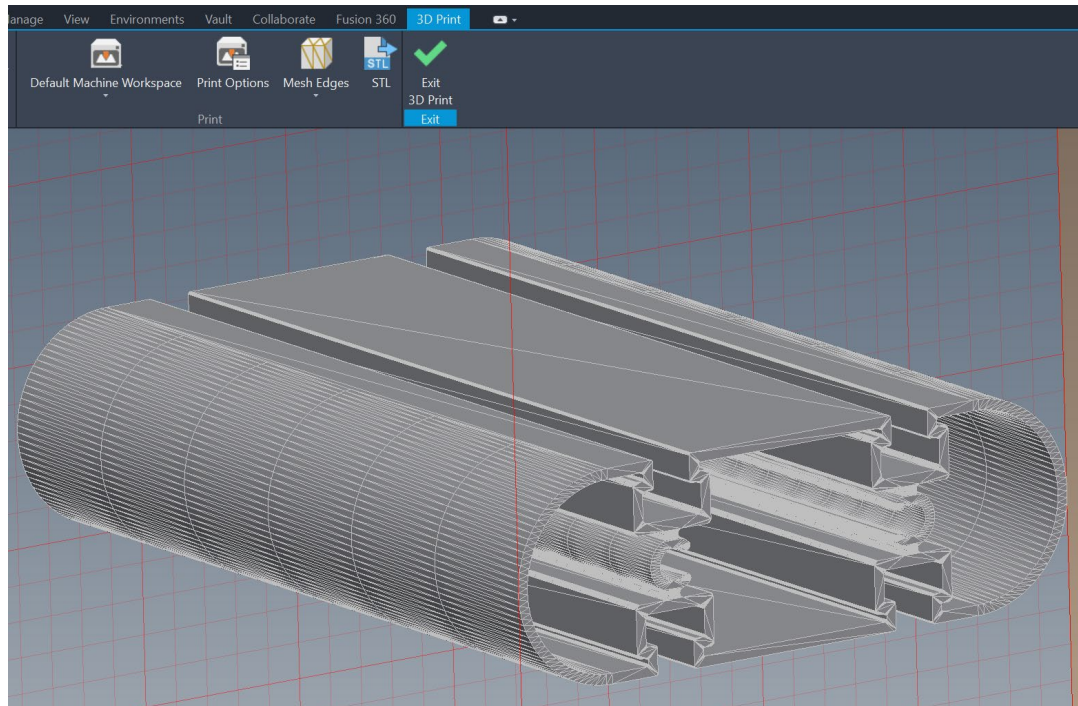 View Environments Vault Collaborate Fusion 360 3D Print
Default Machine Workspace Print Options Mesh Edges STL Exit
3D Print
Print Exit
STL